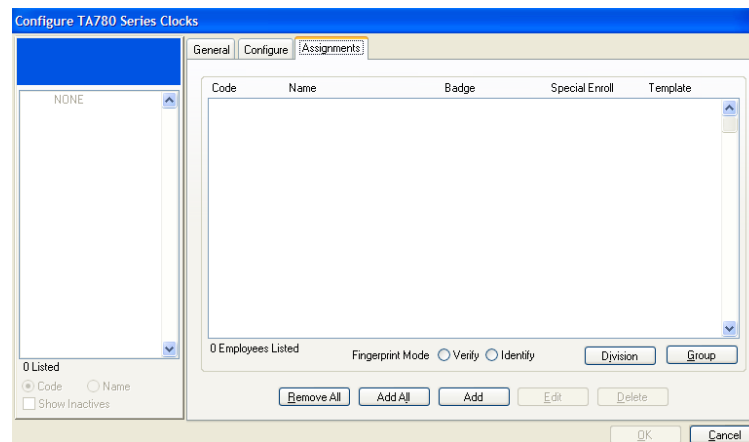 Configure TA780 Series Clocks
General Configure Assignments
NONE
Code Name Badge Special Enroll Template
0 Employees Listed
Fingerprint Mode Verify Identify Division Group
0 Listed
Code Name
Show Inactives
Remove All Add All Add Edit Delete
OK Cancel